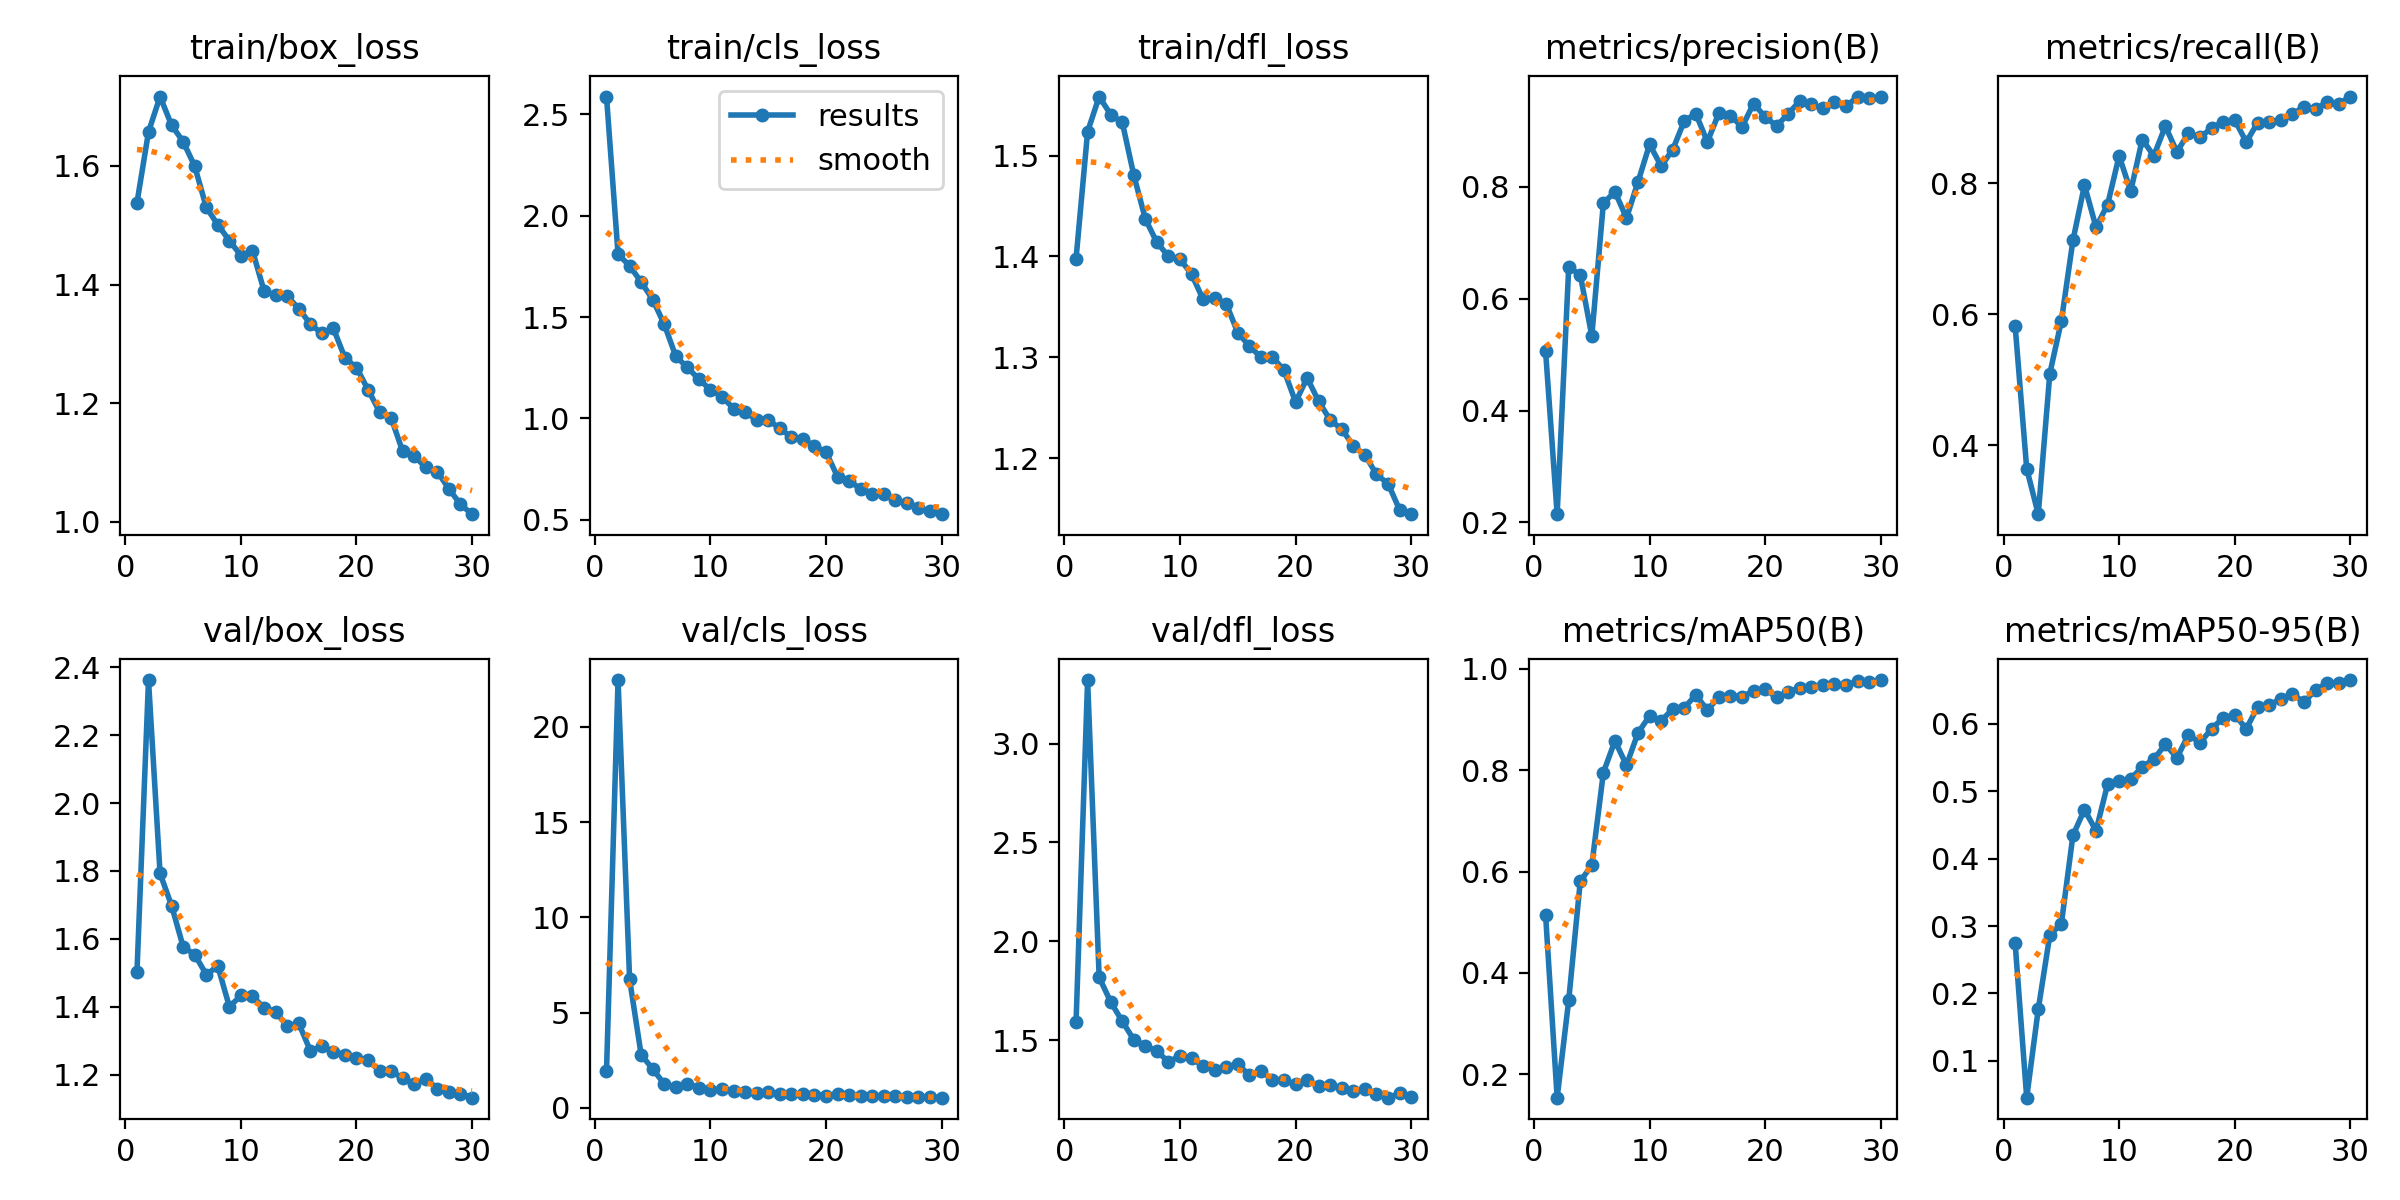 train/box_loss
train/cls_loss
train/dfl_loss
metrics/precision(B)
metrics/recall(B)
1.6
1.4
1.2
1.0
0 10 20 30
2.5
2.0
1.5
1.0
0.5
results
smooth
0 10 20 30
1.5
1.4
1.3
1.2
0 10 20 30
0.8
0.6
0.4
0.2
0 10 20 30
0.8
0.6
0.4
0 10 20 30
val/box_loss
val/cls_loss
val/dfl_loss
metrics/mAP50(B)
metrics/mAP50-95(B)
2.4
2.2
2.0
1.8
1.6
1.4
1.2
0 10 20 30
20
15
10
5
0
0 10 20 30
3.0
2.5
2.0
1.5
0 10 20 30
1.0
0.8
0.6
0.4
0.2
0 10 20 30
0.6
0.5
0.4
0.3
0.2
0.1
0 10 20 30